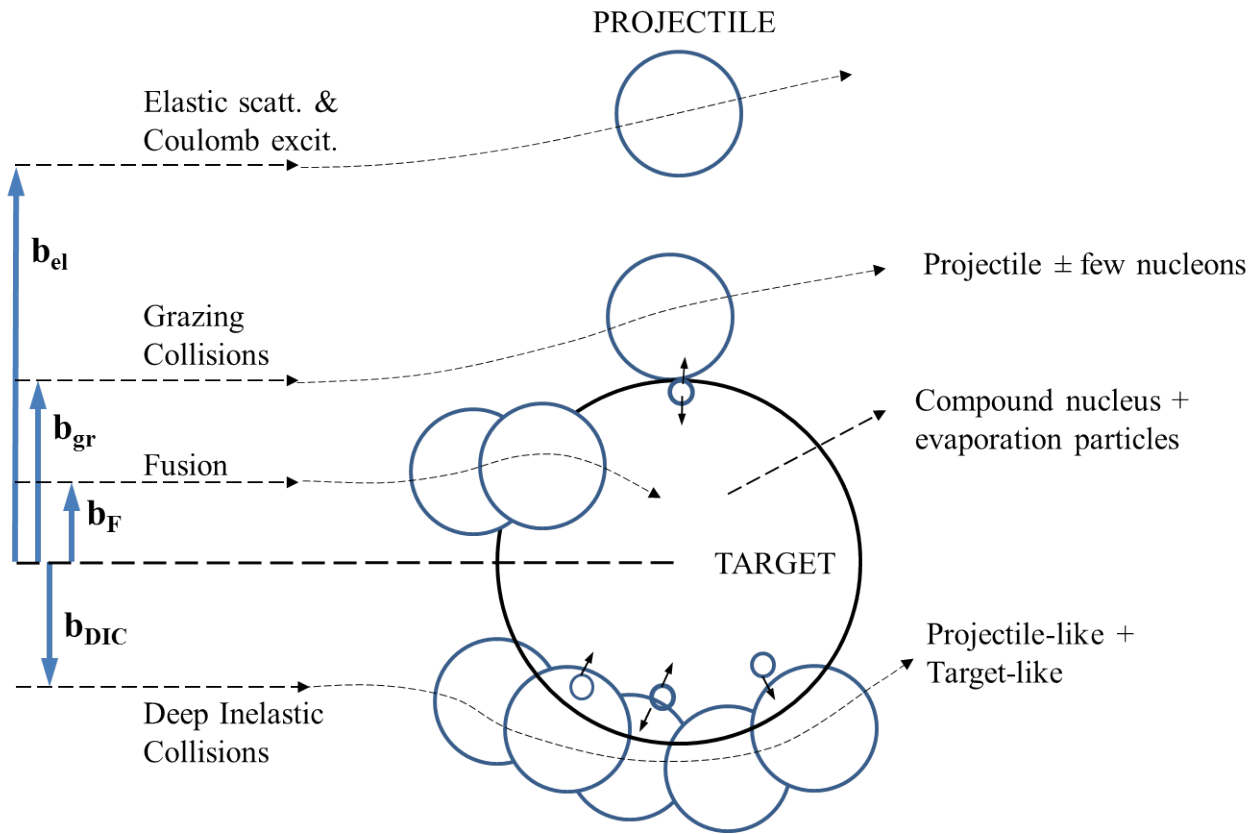 PROJECTILE
Elastic scatt. &
Coulomb excit.
b_el
Projectile ± few nucleons
Grazing
Collisions
b_gr
Compound nucleus +
evaporation particles
Fusion
b_F
TARGET
b_DIC
Projectile-like +
Target-like
Deep Inelastic
Collisions